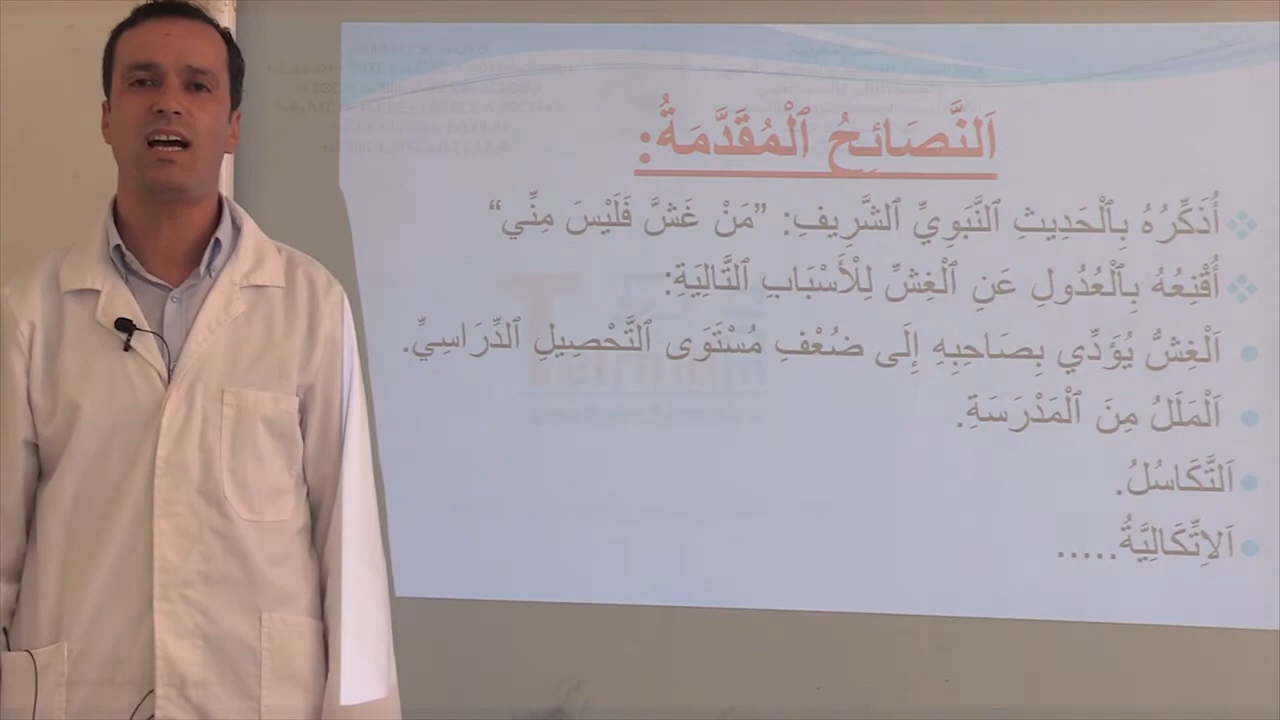 اَلنَّصَائِحُ ٱلْمُقَدَّمَةُ:
أُذَكِّرُهُ بِٱلْحَدِيثِ ٱلنَّبَوِيِّ ٱلشَّرِيفِ: ”مَنْ غَشَّ فَلَيْسَ مِنِّي“
أُقْنِعُهُ بِٱلْعُدُولِ عَنِ ٱلْغِشِّ لِلْأَسْبَابِ ٱلتَّالِيَةِ:
اَلْغِشُّ يُؤَدِّي بِصَاحِبِهِ إِلَى ضُعْفِ مُسْتَوَى ٱلتَّحْصِيلِ ٱلدِّرَاسِيِّ.
اَلْمَلَلُ مِنَ ٱلْمَدْرَسَةِ.
اَلتَّكَاسُلُ.
اَلاِتِّكَالِيَّةُ.....